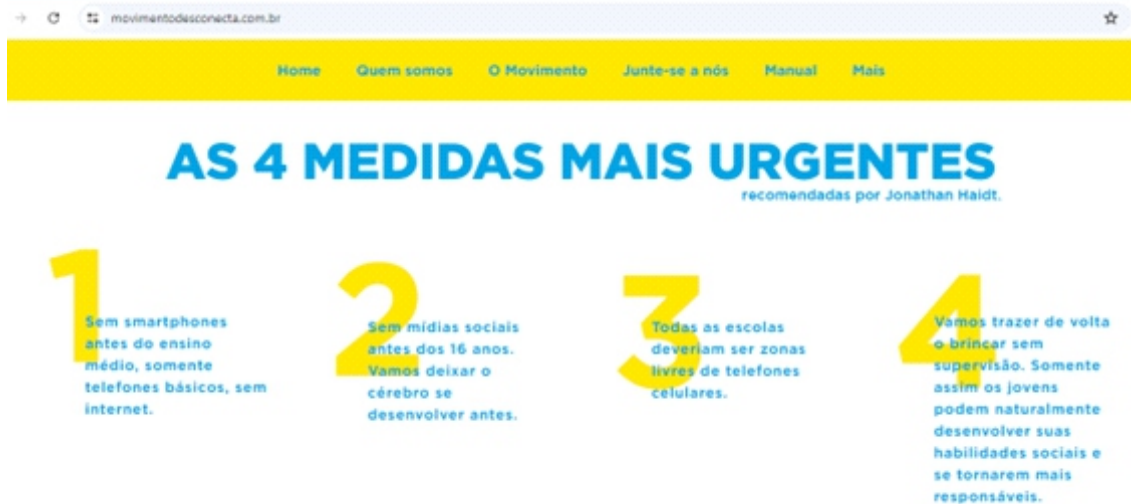 movimentodesconecta.com.br
Home Quem somos O Movimento Junte-se a nós Manual Mais
AS 4 MEDIDAS MAIS URGENTES
recomendadas por Jonathan Haidt.
1
Sem smartphones
antes do ensino
médio, somente
telefones básicos, sem
internet.
2
Sem mídias sociais
antes dos 16 anos.
Vamos deixar o
cérebro se
desenvolver antes.
3
Todas as escolas
deveriam ser zonas
livres de telefones
celulares.
4
Vamos trazer de volta
o brincar sem
supervisão. Somente
assim os jovens
podem naturalmente
desenvolver suas
habilidades sociais e
se tornarem mais
responsáveis.